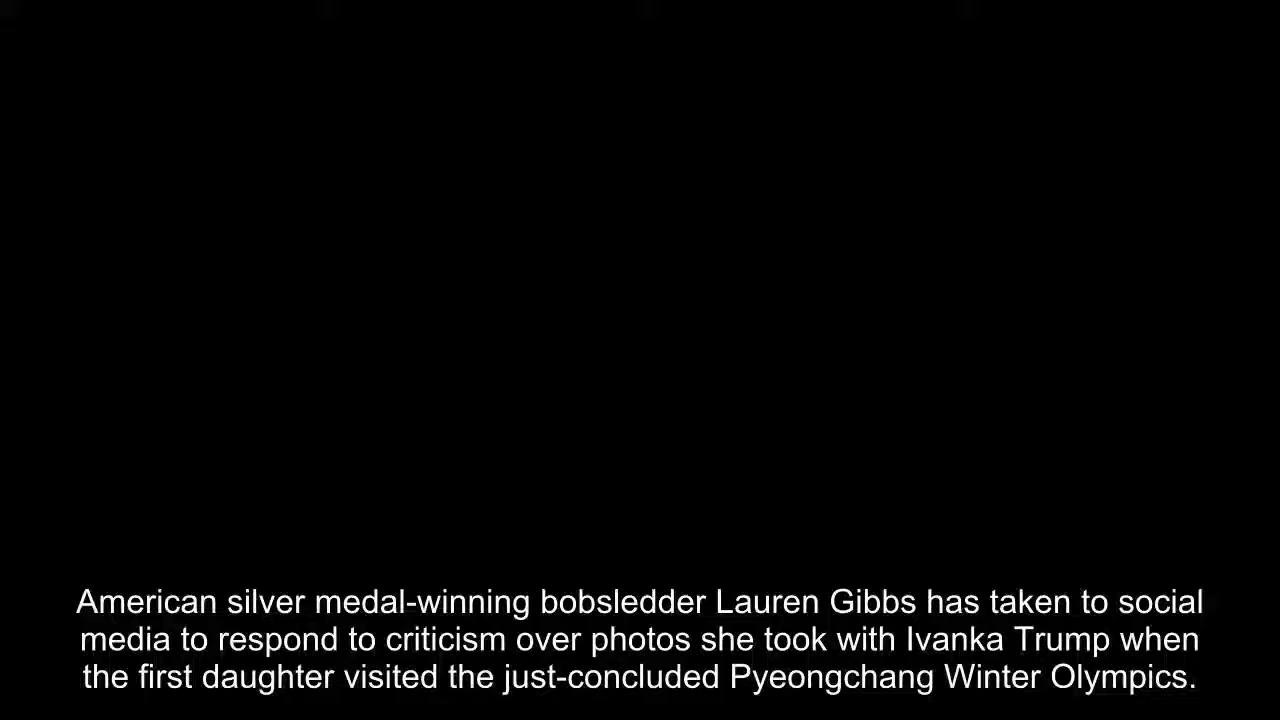 American silver medal-winning bobsledder Lauren Gibbs has taken to social
media to respond to criticism over photos she took with Ivanka Trump when
the first daughter visited the just-concluded Pyeongchang Winter Olympics.